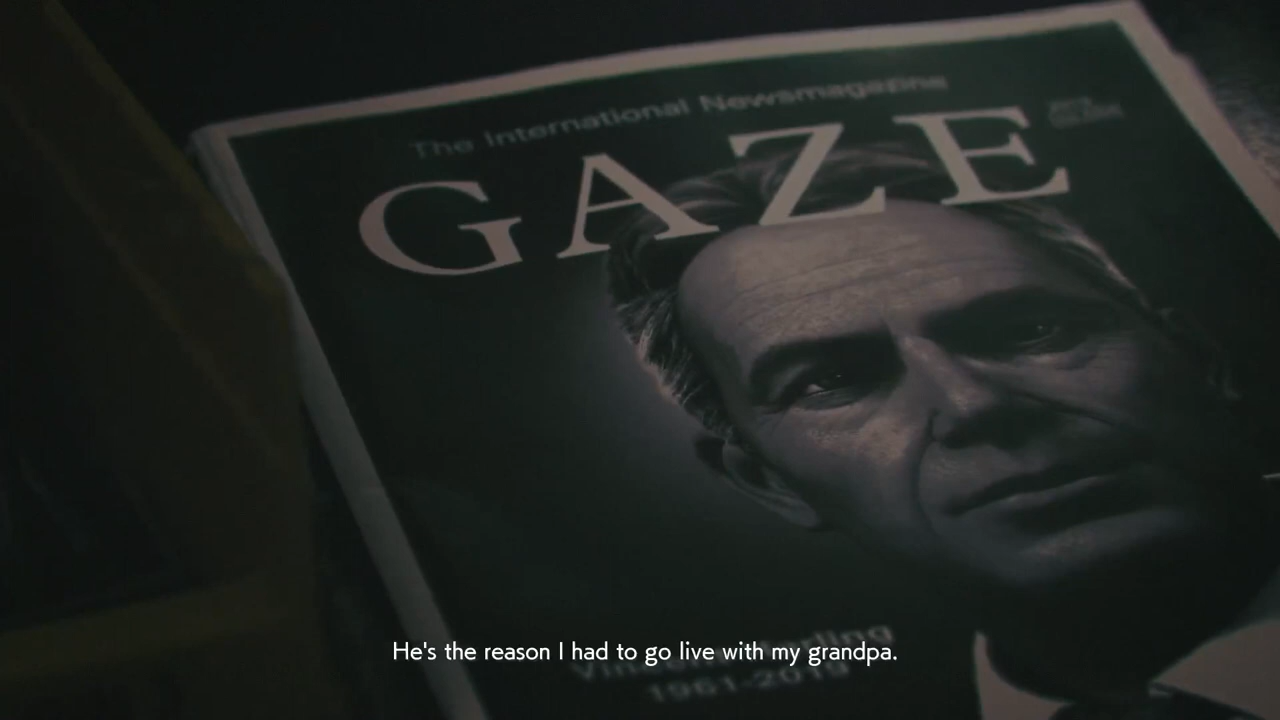 The International Newsmagazine
GAZE
He's the reason I had to go live with my grandpa.
1961-2019